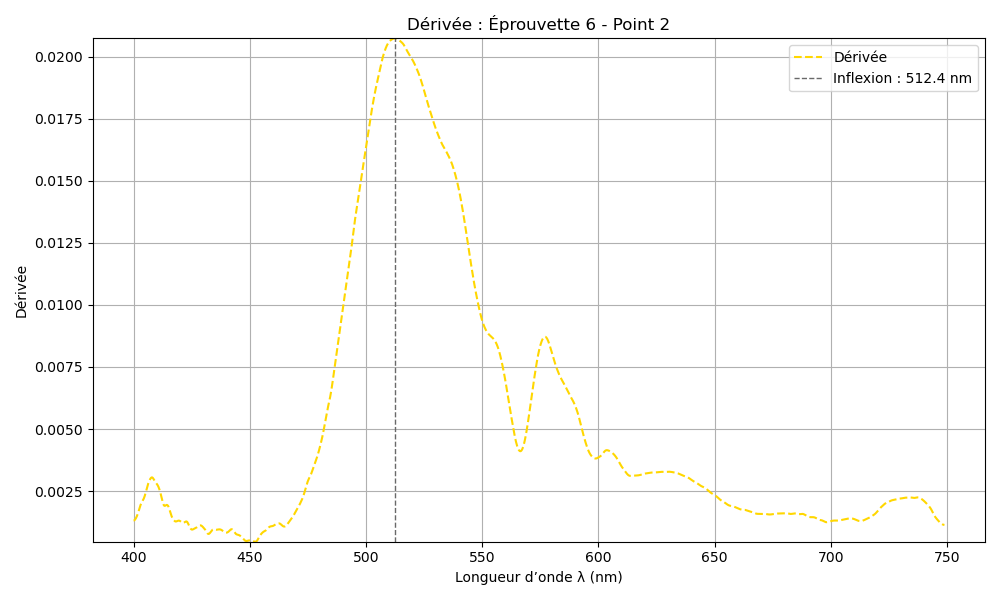 Dérivée : Éprouvette 6 - Point 2
Dérivée
Inflexion : 512.4 nm
0.0200
0.0175
0.0150
0.0125
0.0100
0.0075
0.0050
0.0025
Dérivée
400 450 500 550 600 650 700 750
Longueur d’onde λ (nm)